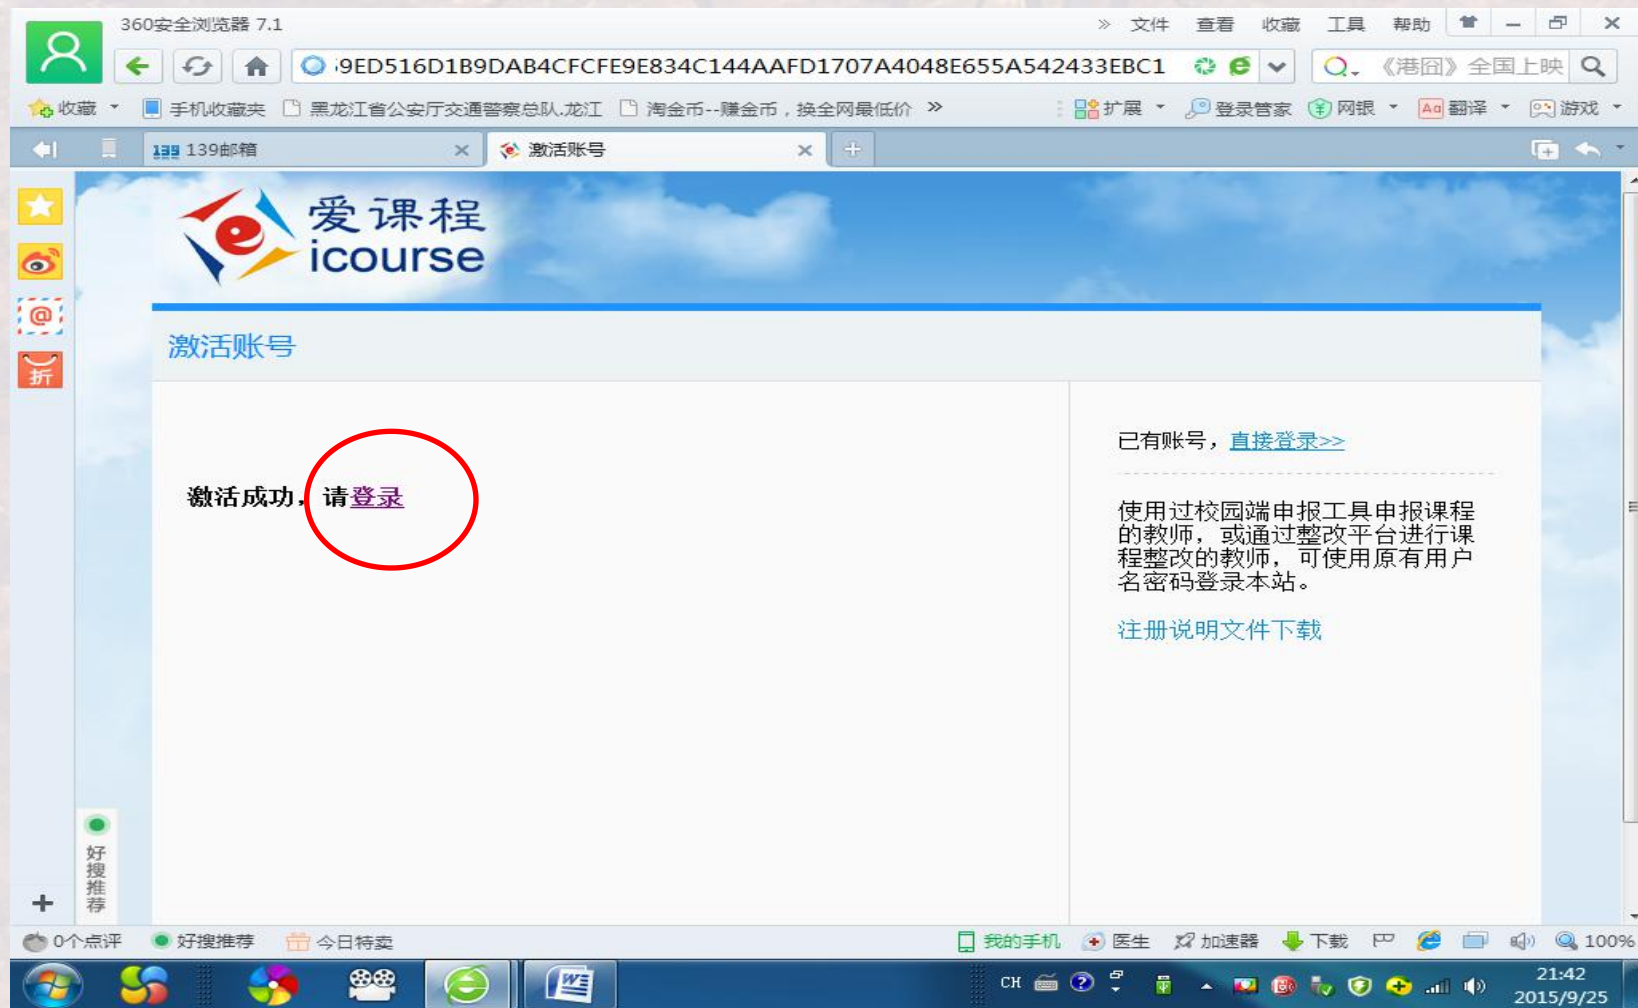 360安全浏览器 7.1
» 文件 查看 收藏 工具 帮助
9ED516D1B9DAB4CFCFE9E834C144AAFD1707A4048E655A542433EBC1
《港囧》全国上映
收藏 手机收藏夹 黑龙江省公安厅交通警察总队.龙江 淘金币--赚金币，换全网最低价 » 扩展 登录管家 网银 翻译 游戏
139邮箱 激活账号
爱课程
icourse
激活账号
折
已有账号，直接登录>>
激活成功，请登录
使用过校园端申报工具申报课程
的教师，或通过整改平台进行课
程整改的教师，可使用原有用户
名密码登录本站。
注册说明文件下载
好搜推荐
0个点评 好搜推荐 今日特卖 我的手机 医生 加速器 下载 100%
CH 21:42
2015/9/25